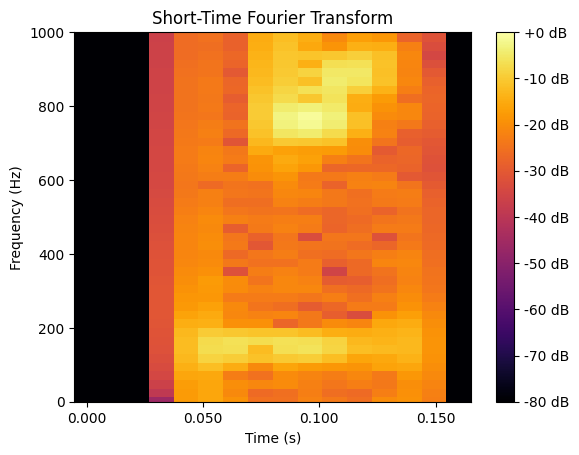 Short-Time Fourier Transform
1000
800
600
400
200
0
Frequency (Hz)
0.000
0.050
0.100
0.150
Time (s)
+0 dB
-10 dB
-20 dB
-30 dB
-40 dB
-50 dB
-60 dB
-70 dB
-80 dB